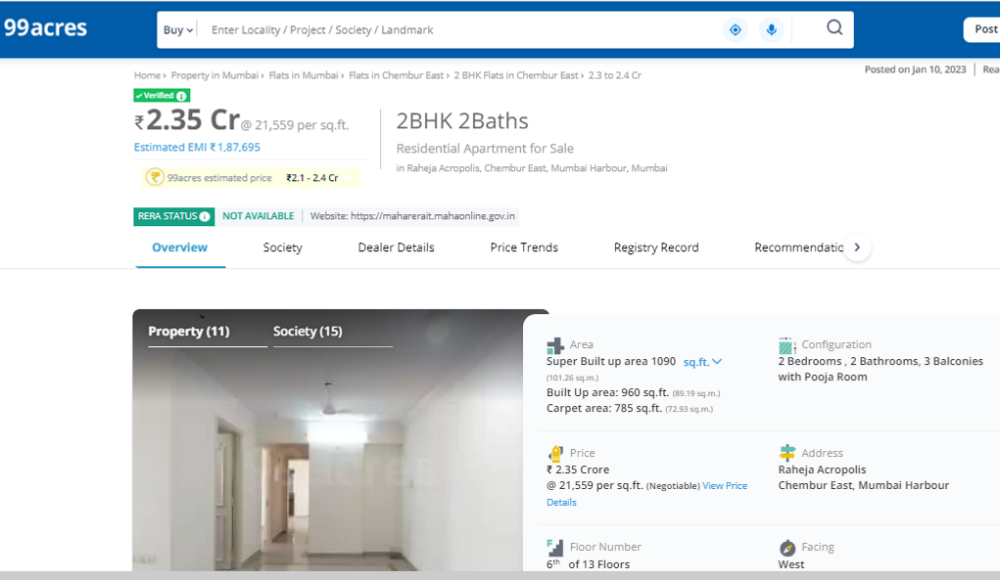 99acres
Buy
Enter Locality / Project / Society / Landmark
Post
Home › Property in Mumbai › Flats in Mumbai › Flats in Chembur East › 2 BHK Flats in Chembur East › 2.3 to 2.4 Cr
Posted on Jan 10, 2023 | Rea
Verified
₹2.35 Cr @ 21,559 per sq.ft.
Estimated EMI ₹ 1,87,695
99acres estimated price ₹2.1 - 2.4 Cr
2BHK 2Baths
Residential Apartment for Sale
in Raheja Acropolis, Chembur East, Mumbai Harbour, Mumbai
RERA STATUS NOT AVAILABLE Website: https://maharerait.mahaonline.gov.in
Overview Society Dealer Details Price Trends Registry Record Recommendatio
Property (11) Society (15)
99acres
Area
Super Built up area 1090 sq.ft.
(101.26 sq.m.)
Built Up area: 960 sq.ft. (89.19 sq.m.)
Carpet area: 785 sq.ft. (72.93 sq.m.)
Configuration
2 Bedrooms , 2 Bathrooms, 3 Balconies
with Pooja Room
Price
₹ 2.35 Crore
@ 21,559 per sq.ft. (Negotiable) View Price
Details
Address
Raheja Acropolis
Chembur East, Mumbai Harbour
Floor Number
6th of 13 Floors
Facing
West